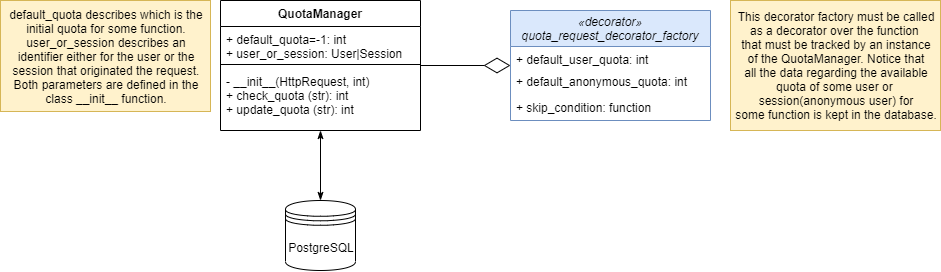 default_quota describes which is the
initial quota for some function.
user_or_session describes an
identifier either for the user or the
session that originated the request.
Both parameters are defined in the
class __init__ function.
QuotaManager
+ default_quota=-1: int
+ user_or_session: User|Session
- __init__(HttpRequest, int)
+ check_quota (str): int
+ update_quota (str): int
«decorator»
quota_request_decorator_factory
+ default_user_quota: int
+ default_anonymous_quota: int
+ skip_condition: function
This decorator factory must be called
as a decorator over the function
that must be tracked by an instance
of the QuotaManager. Notice that
all the data regarding the available
quota of some user or
session(anonymous user) for
some function is kept in the database.
PostgreSQL